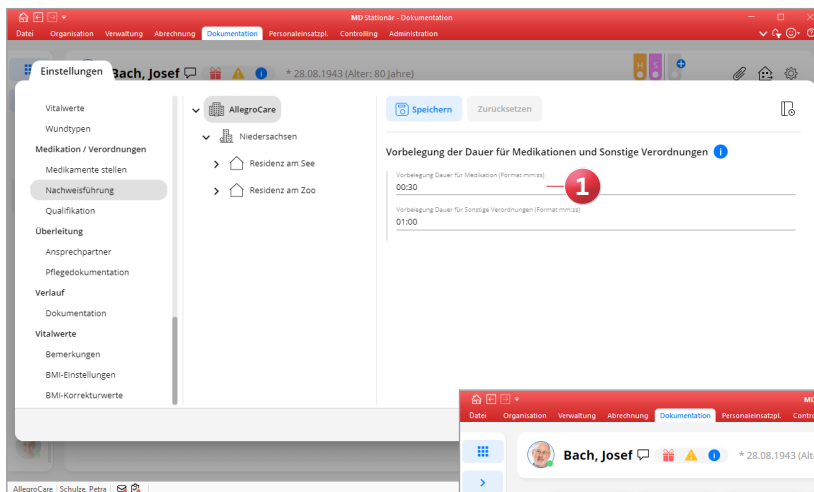 MD Stationär - Dokumentation
Datei Organisation Verwaltung Abrechnung Dokumentation Personaleinsatzpl. Controlling Administration
Einstellungen
Bach, Josef * 28.08.1943 (Alter: 80 Jahre)
H S
Vitalwerte
Wundtypen
Medikation / Verordnungen
Medikamente stellen
Nachweisführung
Qualifikation
Überleitung
Ansprechpartner
Pflegedokumentation
Verlauf
Dokumentation
Vitalwerte
Bemerkungen
BMI-Einstellungen
BMI-Korrekturwerte
AllegroCare
Niedersachsen
Residenz am See
Residenz am Zoo
Speichern Zurücksetzen
Vorbelegung der Dauer für Medikationen und Sonstige Verordnungen
Vorbelegung Dauer für Medikation (Format mm:ss)
00:30
1
Vorbelegung Dauer für Sonstige Verordnungen (Format mm:ss)
01:00
AllegroCare Schulze, Petra
MD
Datei Organisation Verwaltung Abrechnung Dokumentation Personaleinsatzpl. Contro
Bach, Josef * 28.08.1943 (Alte